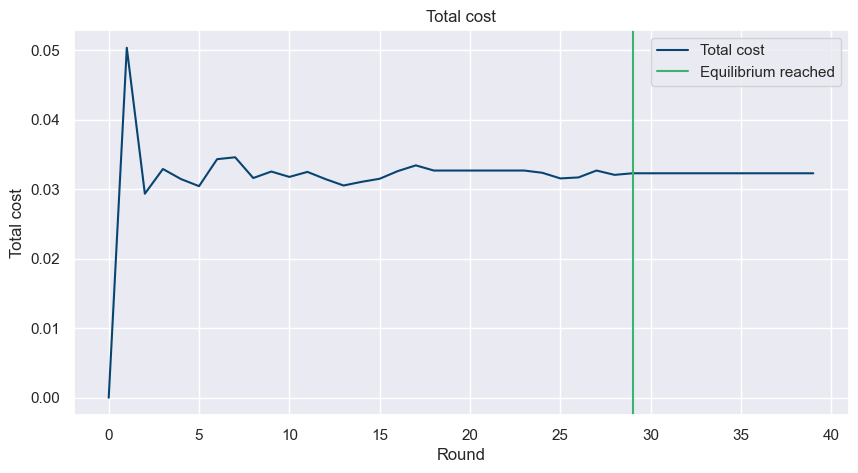 Total cost
Total cost
Equilibrium reached
Total cost
0.05
0.04
0.03
0.02
0.01
0.00
0 5 10 15 20 25 30 35 40
Round